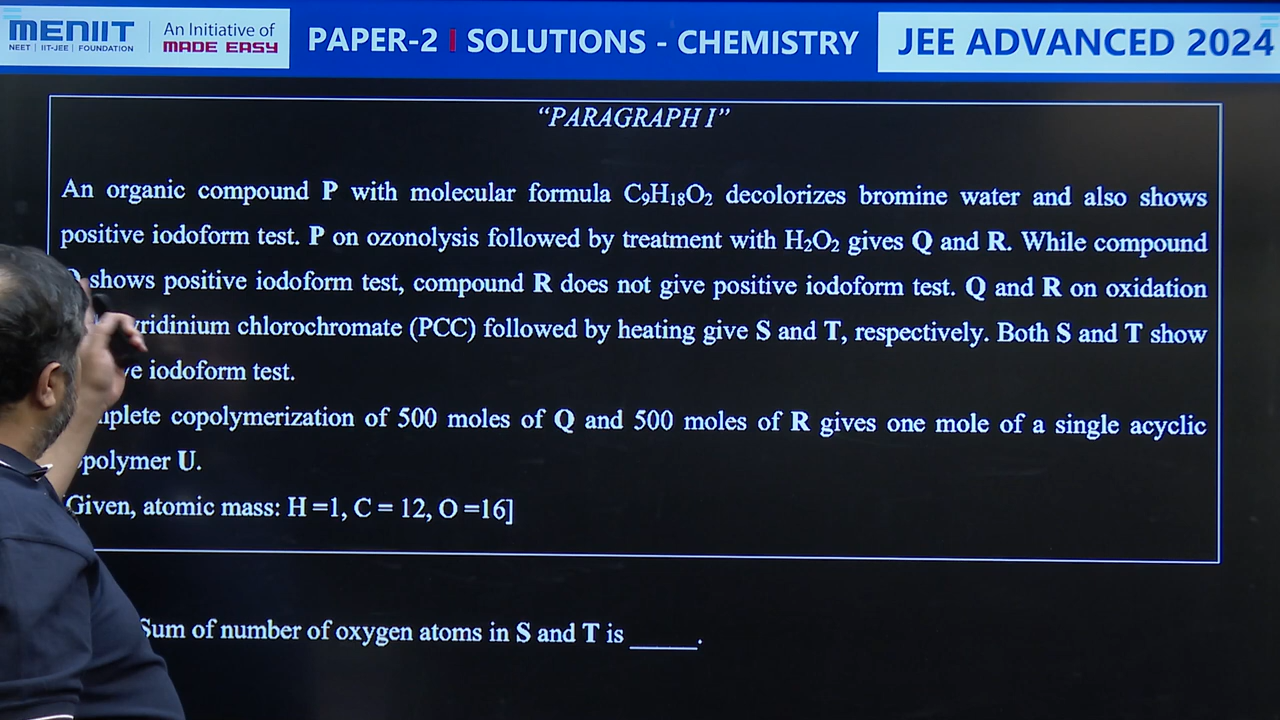 MENIIT
NEET | IIT-JEE | FOUNDATION
An Initiative of
MADE EASY
PAPER-2 | SOLUTIONS - CHEMISTRY
JEE ADVANCED 2024
“PARAGRAPH I”
An organic compound P with molecular formula C₉H₁₈O₂ decolorizes bromine water and also shows
positive iodoform test. P on ozonolysis followed by treatment with H₂O₂ gives Q and R. While compound
Q shows positive iodoform test, compound R does not give positive iodoform test. Q and R on oxidation
chlorochromate (PCC) followed by heating give S and T, respectively. Both S and T show
iodoform test.
copolymerization of 500 moles of Q and 500 moles of R gives one mole of a single acyclic
U.
[Given, atomic mass: H =1, C = 12, O =16]
Sum of number of oxygen atoms in S and T is _____.